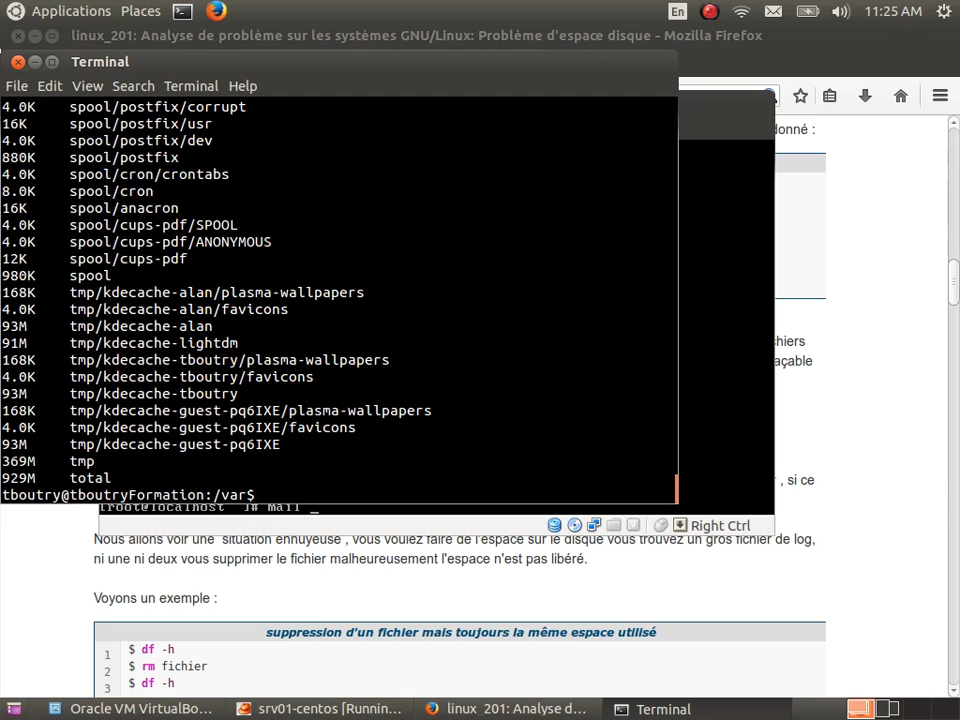 Applications Places En 11:25 AM
linux_201: Analyse de problème sur les systèmes GNU/Linux: Problème d'espace disque - Mozilla Firefox
Terminal
File Edit View Search Terminal Help
4.0K spool/postfix/corrupt
16K spool/postfix/usr
4.0K spool/postfix/dev
880K spool/postfix
4.0K spool/cron/crontabs
8.0K spool/cron
16K spool/anacron
4.0K spool/cups-pdf/SPOOL
4.0K spool/cups-pdf/ANONYMOUS
12K spool/cups-pdf
980K spool
168K tmp/kdecache-alan/plasma-wallpapers
4.0K tmp/kdecache-alan/favicons
93M tmp/kdecache-alan
91M tmp/kdecache-lightdm
168K tmp/kdecache-tboutry/plasma-wallpapers
4.0K tmp/kdecache-tboutry/favicons
93M tmp/kdecache-tboutry
168K tmp/kdecache-guest-pq6IXE/plasma-wallpapers
4.0K tmp/kdecache-guest-pq6IXE/favicons
93M tmp/kdecache-guest-pq6IXE
369M tmp
929M total
tboutry@tboutryFormation:/var$
donné :
chiers
açable
, si ce
[root@localhost ~]# mail _
Right Ctrl
Nous allons voir une situation ennuyeuse , vous voulez faire de l'espace sur le disque vous trouvez un gros fichier de log,
ni une ni deux vous supprimer le fichier malheureusement l'espace n'est pas libéré.
Voyons un exemple :
suppression d'un fichier mais toujours la même espace utilisé
1 $ df -h
2 $ rm fichier
3 $ df -h
Oracle VM VirtualBo... srv01-centos [Runnin... linux_201: Analyse d... Terminal